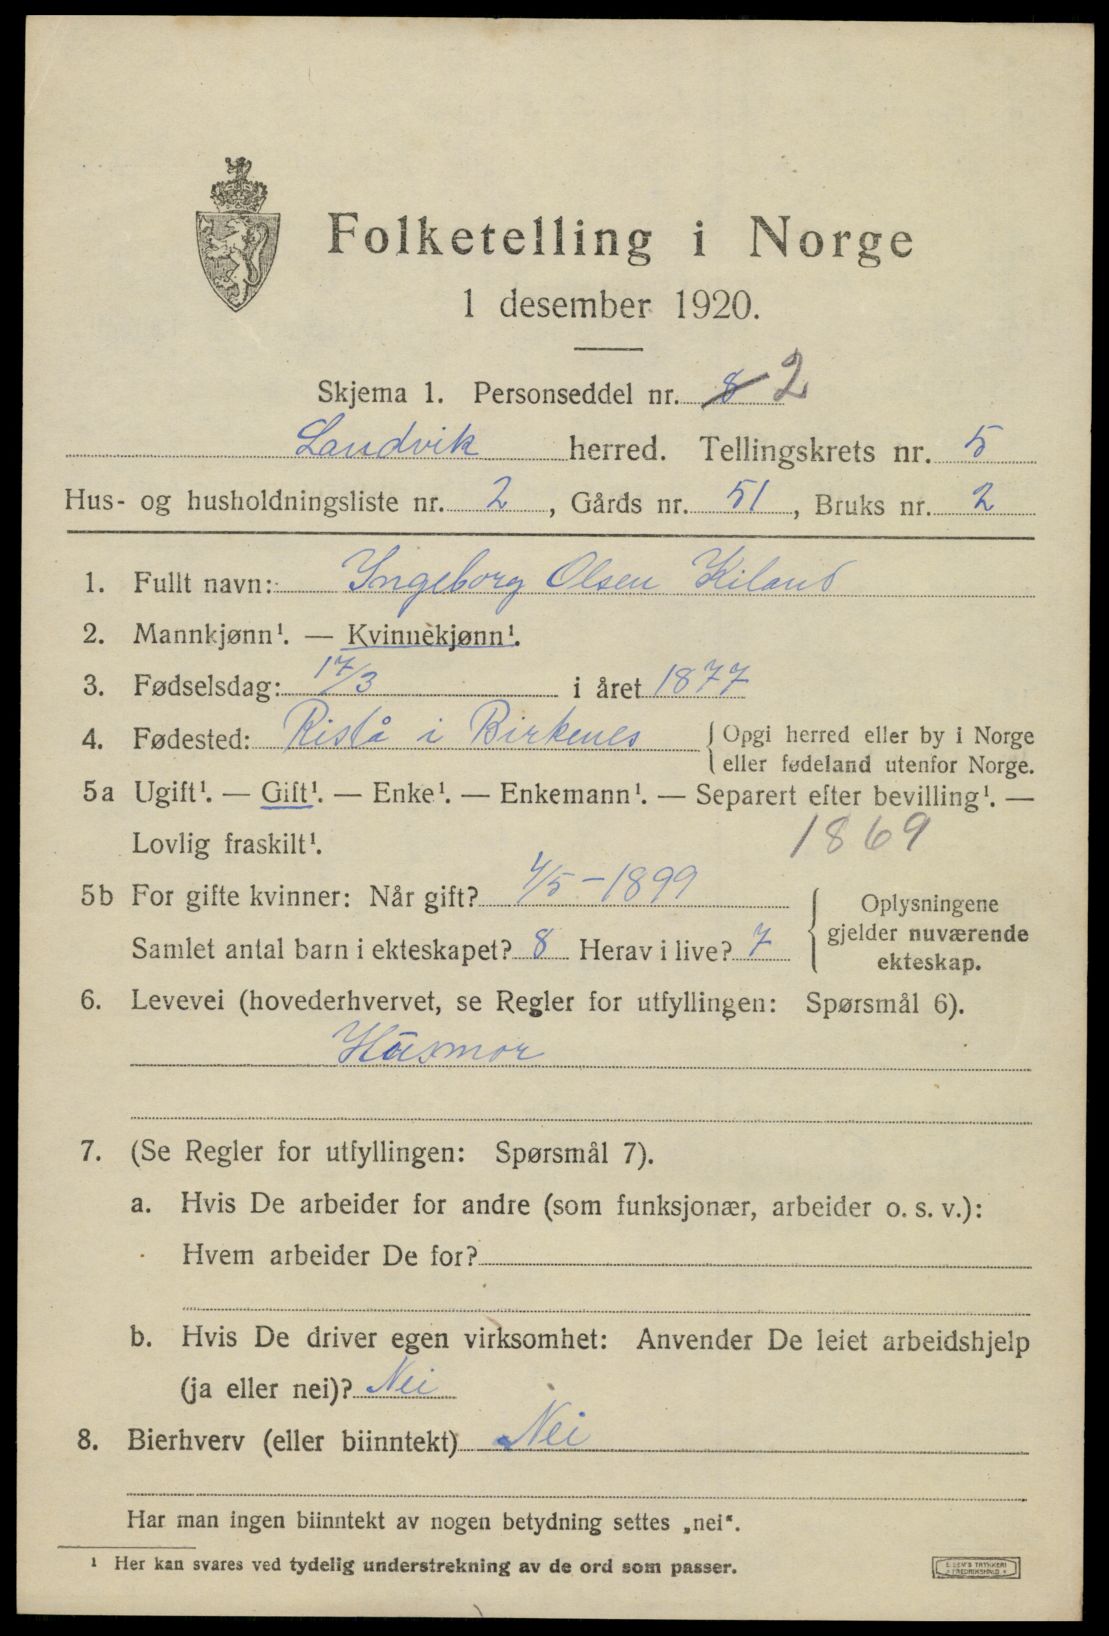 Folketelling i Norge
1 desember 1920.
Skjema 1. Personseddel nr. 8 2
Landvik herred. Tellingskrets nr. 5
Hus- og husholdningsliste nr. 2, Gårds nr. 51, Bruks nr. 2
1. Fullt navn: Ingeborg Olsen Kiland
2. Mannkjønn¹. — Kvinnekjønn¹.
3. Fødselsdag: 17/3 i året 1877
4. Fødested: Rislå i Birkenes { Opgi herred eller by i Norge
eller fødeland utenfor Norge.
5a Ugift¹. — Gift¹. — Enke¹. — Enkemann¹. — Separert efter bevilling¹. —
Lovlig fraskilt¹. 1869
5b For gifte kvinner: Når gift? 4/5 - 1899
Samlet antal barn i ekteskapet? 8 Herav i live? 7
{ Oplysningene
gjelder nuværende
ekteskap.
6. Levevei (hovederhvervet, se Regler for utfyllingen: Spørsmål 6).
Husmor
7. (Se Regler for utfyllingen: Spørsmål 7).
a. Hvis De arbeider for andre (som funksjonær, arbeider o. s. v.):
Hvem arbeider De for?
b. Hvis De driver egen virksomhet: Anvender De leiet arbeidshjelp
(ja eller nei)? Nei
8. Bierhverv (eller biinntekt) Nei
Har man ingen biinntekt av nogen betydning settes „nei“.
¹ Her kan svares ved tydelig understrekning av de ord som passer.